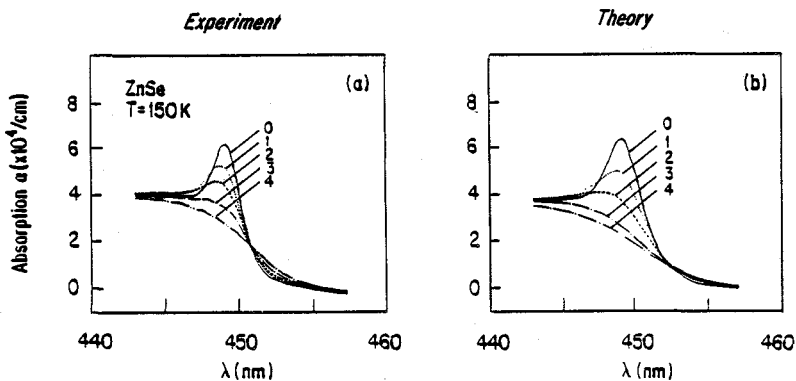 Experiment
Theory
Absorption α (x10⁴/cm)
ZnSe
T=150K
(a)
8
6
4
2
0
0
1
2
3
4
440
450
460
λ (nm)
(b)
8
6
4
2
0
0
1
2
3
4
440
450
460
λ (nm)